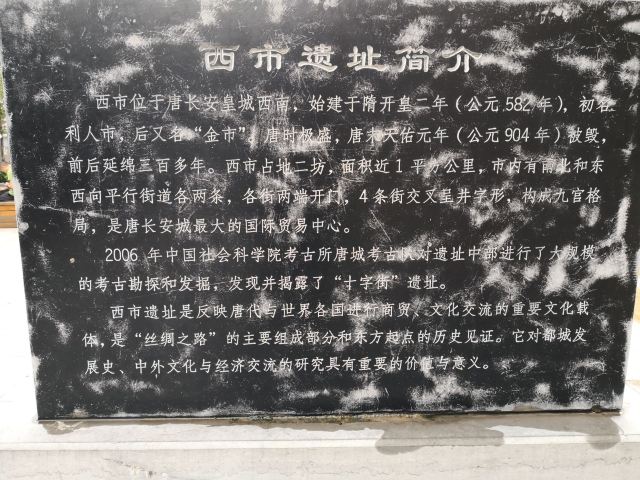 西市遗址简介
西市位于唐长安皇城西南，始建于隋开皇二年（公元582年），初名
利人市，后又名“金市”，唐时极盛，唐末天佑元年（公元904年）被毁，
前后延绵三百多年。西市占地二坊，面积近1平方公里，市内有南北和东
西向平行街道各两条，各街两端开门，4条街交叉呈井字形，构成九宫格
局，是唐长安城最大的国际贸易中心。
2006年中国社会科学院考古所唐城考古队对遗址中部进行了大规模
的考古勘探和发掘，发现并揭露了“十字街”遗址。
西市遗址是反映唐代与世界各国进行商贸、文化交流的重要文化载
体，是“丝绸之路”的主要组成部分和东方起点的历史见证。它对都城发
展史、中外文化与经济交流的研究具有重要的价值与意义。